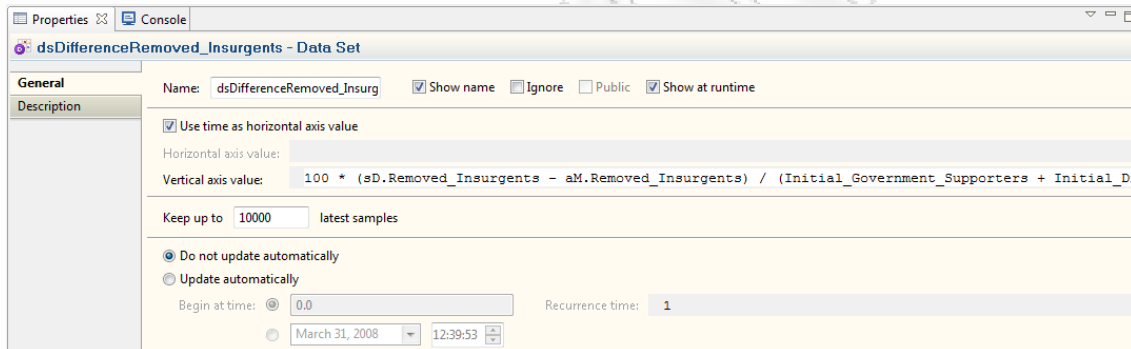 Properties Console
dsDifferenceRemoved_Insurgents - Data Set
General
Description
Name: dsDifferenceRemoved_Insurg Show name Ignore Public Show at runtime
Use time as horizontal axis value
Horizontal axis value:
Vertical axis value: 100 * (sD.Removed_Insurgents - aM.Removed_Insurgents) / (Initial_Government_Supporters + Initial_D
Keep up to 10000 latest samples
Do not update automatically
Update automatically
Begin at time: 0.0 Recurrence time: 1
March 31, 2008 12:39:53